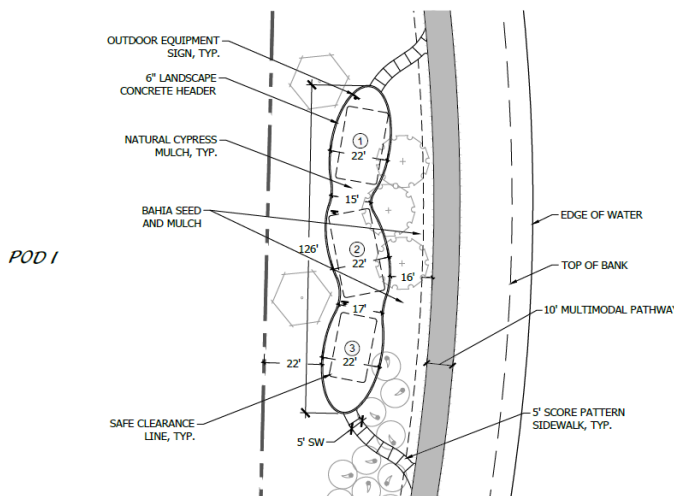 OUTDOOR EQUIPMENT
SIGN, TYP.
6" LANDSCAPE
CONCRETE HEADER
NATURAL CYPRESS
MULCH, TYP.
BAHIA SEED
AND MULCH
POD I
SAFE CLEARANCE
LINE, TYP.
1
22'
15'
2
22'
126'
16'
17'
3
22'
22'
5' SW
EDGE OF WATER
TOP OF BANK
10' MULTIMODAL PATHWA
5' SCORE PATTERN
SIDEWALK, TYP.